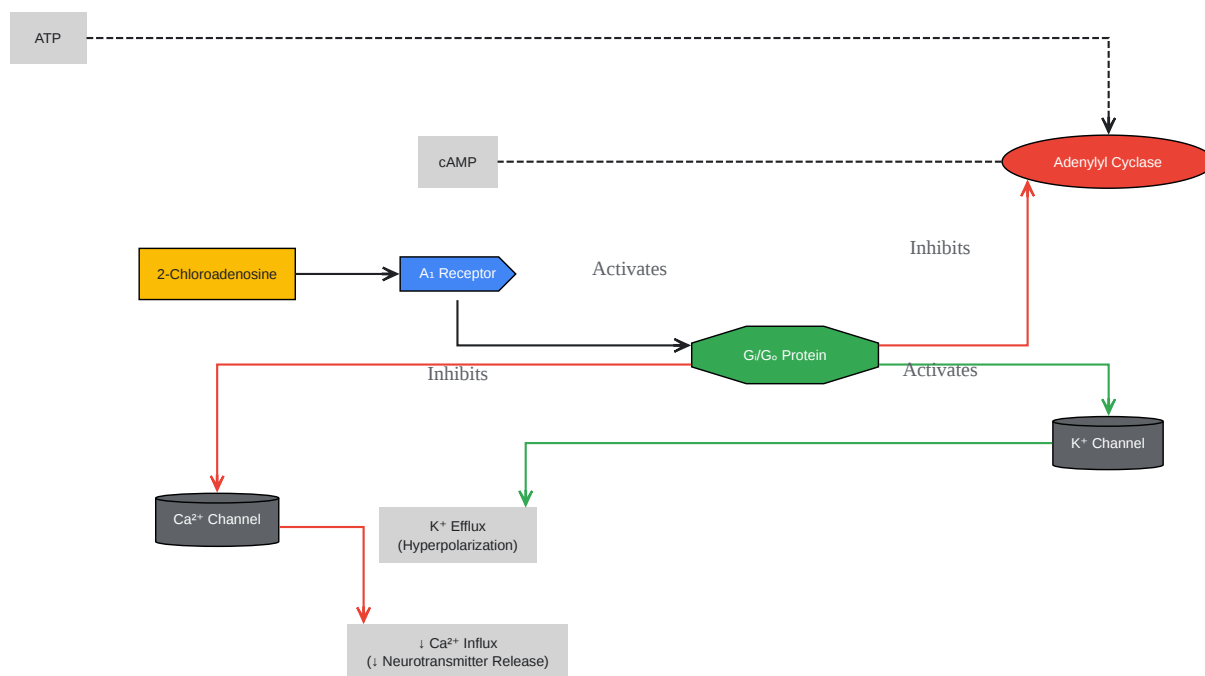 ATP
cAMP
Adenylyl Cyclase
Inhibits
2-Chloroadenosine
A₁ Receptor
Activates
Gᵢ/Gₒ Protein
Inhibits
Activates
K⁺ Channel
Ca²⁺ Channel
K⁺ Efflux
(Hyperpolarization)
↓ Ca²⁺ Influx
(↓ Neurotransmitter Release)